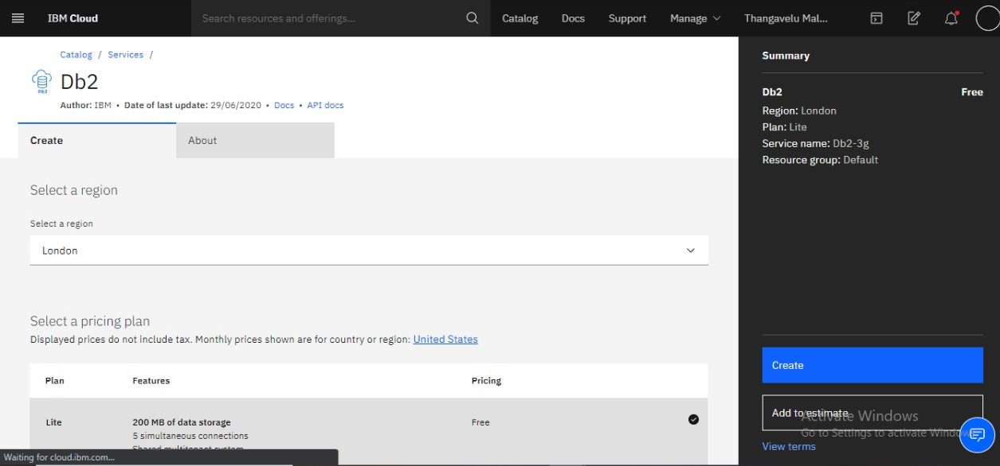 IBM Cloud
Search resources and offerings...
Catalog
Docs
Support
Manage
Thangavelu Mal...
Catalog / Services /
Db2
Db2
Author: IBM • Date of last update: 29/06/2020 • Docs • API docs
Create
About
Select a region
Select a region
London
Select a pricing plan
Displayed prices do not include tax. Monthly prices shown are for country or region: United States
Plan Features Pricing
Lite 200 MB of data storage Free
5 simultaneous connections
Shared multitenant system
Waiting for cloud.ibm.com...
Summary
Db2 Free
Region: London
Plan: Lite
Service name: Db2-3g
Resource group: Default
Create
Add to estimate
Activate Windows
Go to Settings to activate Windows
View terms